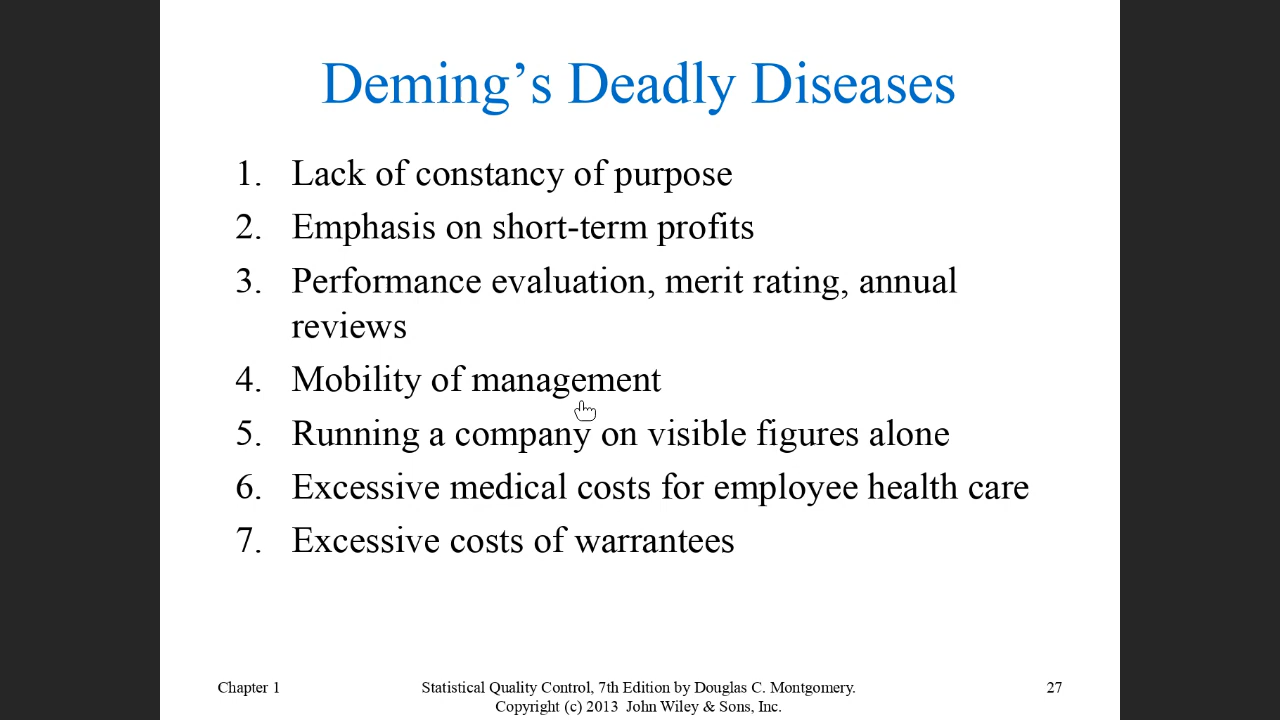 Deming’s Deadly Diseases
1. Lack of constancy of purpose
2. Emphasis on short-term profits
3. Performance evaluation, merit rating, annual
reviews
4. Mobility of management
5. Running a company on visible figures alone
6. Excessive medical costs for employee health care
7. Excessive costs of warrantees
Chapter 1
Statistical Quality Control, 7th Edition by Douglas C. Montgomery.
Copyright (c) 2013 John Wiley & Sons, Inc.
27